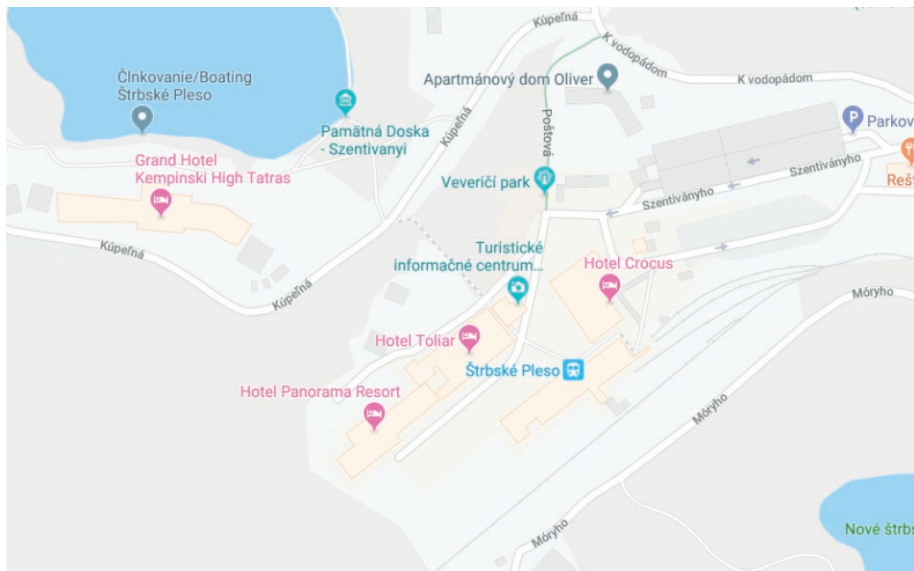 Kúpeľná
K vodopádom
K vodopádom
Apartmánový dom Oliver
Člnkovanie/Boating
Štrbské Pleso
Pamätná Doska
- Szentivanyi
Kúpeľná
Poštová
P
Parkov
Grand Hotel
Kempinski High Tatras
Veveričí park
Szentiványho
Szentiványho
Rešt
Kúpeľná
Kúpeľná
Turistické
informačné centrum...
Hotel Crocus
Móryho
Hotel Toliar
Štrbské Pleso
Hotel Panorama Resort
Móryho
Móryho
Nové štrbs